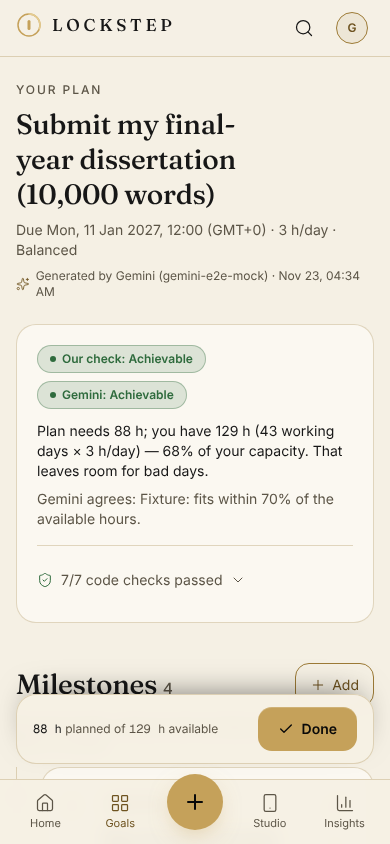 LOCKSTEP
G
YOUR PLAN
Submit my final-
year dissertation
(10,000 words)
Due Mon, 11 Jan 2027, 12:00 (GMT+0) · 3 h/day ·
Balanced
Generated by Gemini (gemini-e2e-mock) · Nov 23, 04:34
AM
Our check: Achievable
Gemini: Achievable
Plan needs 88 h; you have 129 h (43 working
days × 3 h/day) — 68% of your capacity. That
leaves room for bad days.
Gemini agrees: Fixture: fits within 70% of the
available hours.
7/7 code checks passed
Milestones 4
Add
88 h planned of 129 h available
Done
Home
Goals
Studio
Insights